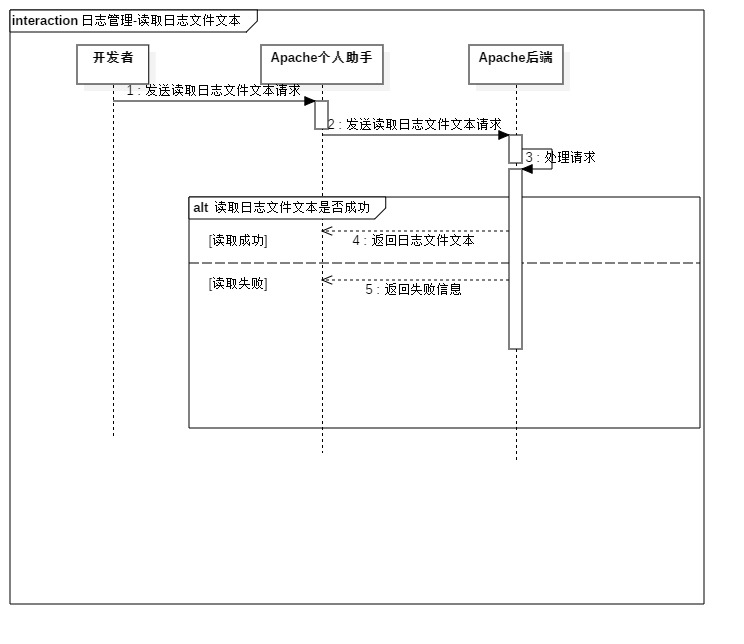 interaction 日志管理-读取日志文件文本
开发者
Apache个人助手
Apache后端
1 : 发送读取日志文件文本请求
2 : 发送读取日志文件文本请求
3 : 处理请求
alt 读取日志文件文本是否成功
[读取成功]
4 : 返回日志文件文本
[读取失败]
5 : 返回失败信息